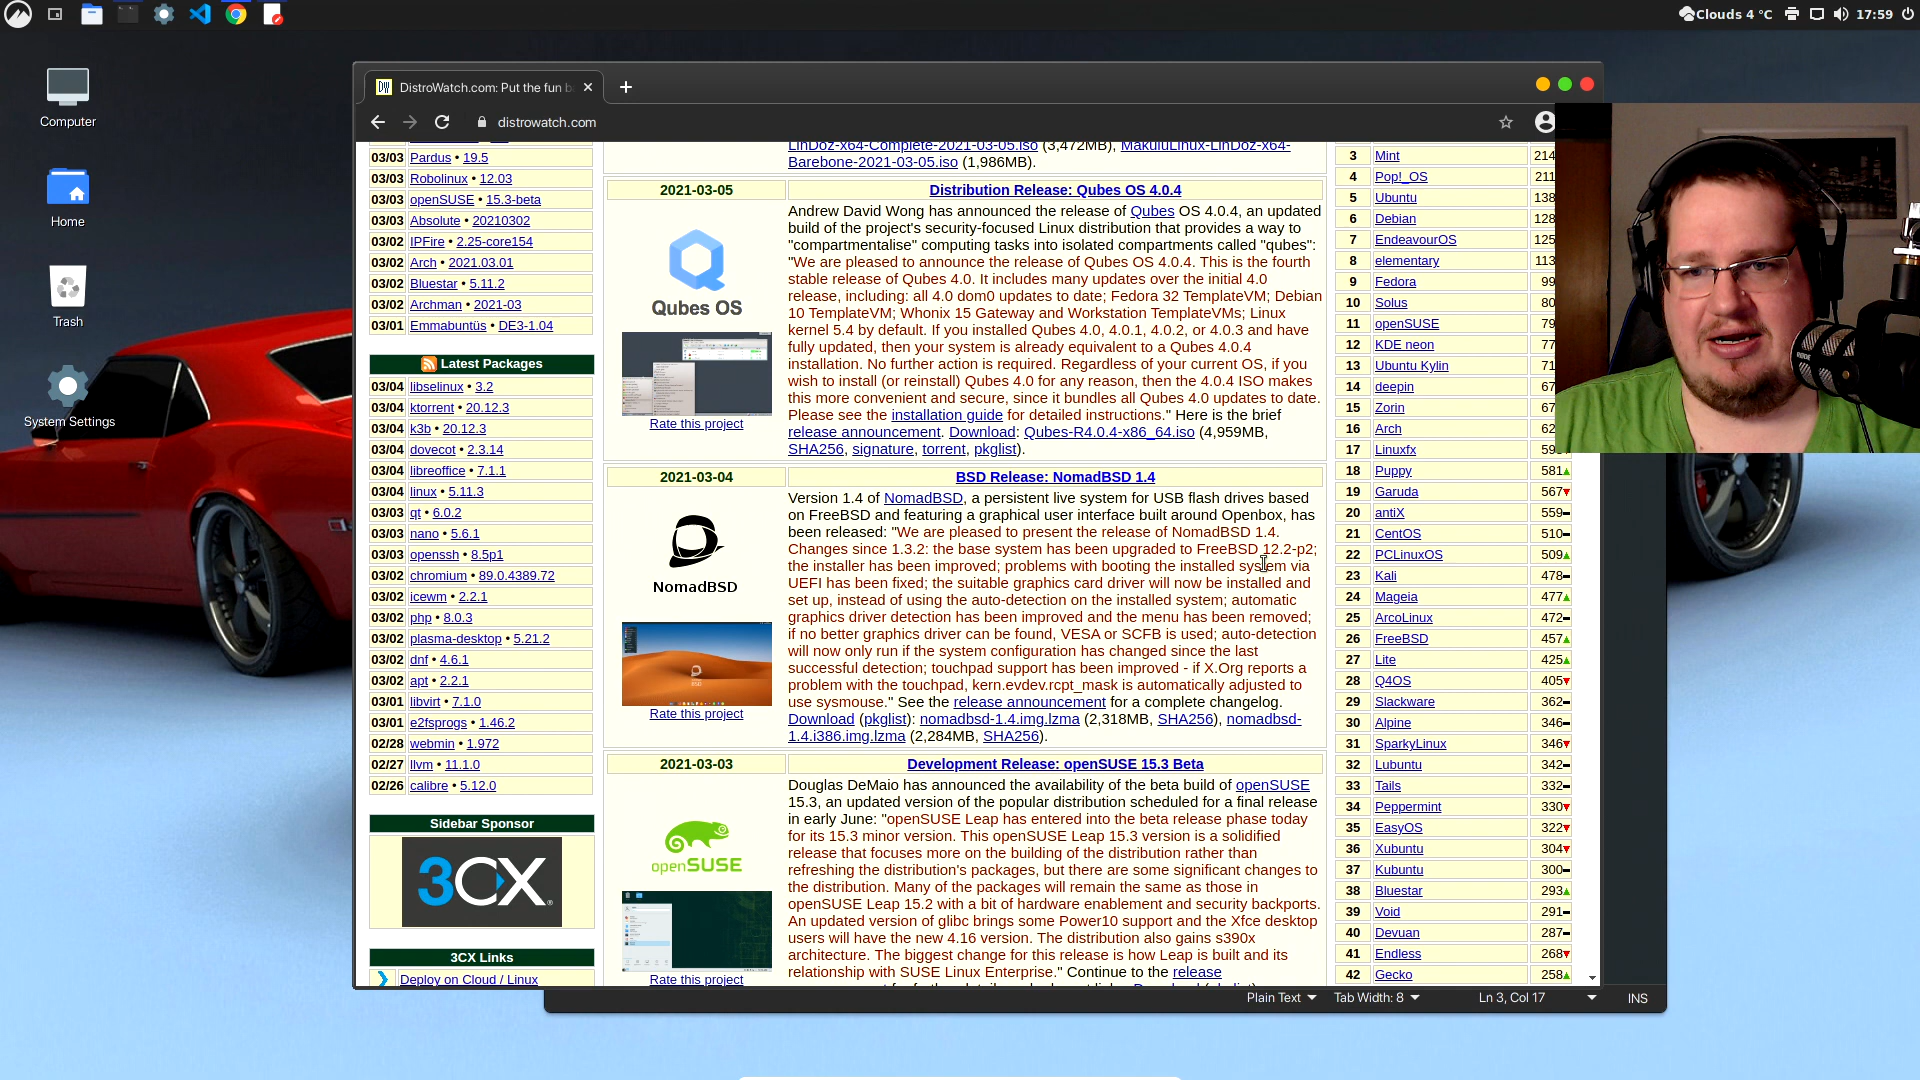 Clouds 4 °C
17:59
Computer
Home
Trash
System Settings
DW
DistroWatch.com: Put the fun b
distrowatch.com
03/03 Pardus • 19.5
03/03 Robolinux • 12.03
03/03 openSUSE • 15.3-beta
03/03 Absolute • 20210302
03/02 IPFire • 2.25-core154
03/02 Arch • 2021.03.01
03/02 Bluestar • 5.11.2
03/02 Archman • 2021-03
03/01 Emmabuntüs • DE3-1.04
Latest Packages
03/04 libselinux • 3.2
03/04 ktorrent • 20.12.3
03/04 k3b • 20.12.3
03/04 dovecot • 2.3.14
03/04 libreoffice • 7.1.1
03/04 linux • 5.11.3
03/03 qt • 6.0.2
03/03 nano • 5.6.1
03/03 openssh • 8.5p1
03/02 chromium • 89.0.4389.72
03/02 icewm • 2.2.1
03/02 php • 8.0.3
03/02 plasma-desktop • 5.21.2
03/02 dnf • 4.6.1
03/02 apt • 2.2.1
03/01 libvirt • 7.1.0
03/01 e2fsprogs • 1.46.2
02/28 webmin • 1.972
02/27 llvm • 11.1.0
02/26 calibre • 5.12.0
Sidebar Sponsor
3CX
3CX Links
Deploy on Cloud / Linux
LinDoz-x64-Complete-2021-03-05.iso (3,472MB), MakuluLinux-LinDoz-x64-
Barebone-2021-03-05.iso (1,986MB).
2021-03-05
Distribution Release: Qubes OS 4.0.4
Qubes OS
Rate this project
Andrew David Wong has announced the release of Qubes OS 4.0.4, an updated
build of the project's security-focused Linux distribution that provides a way to
"compartmentalise" computing tasks into isolated compartments called "qubes":
"We are pleased to announce the release of Qubes OS 4.0.4. This is the fourth
stable release of Qubes 4.0. It includes many updates over the initial 4.0
release, including: all 4.0 dom0 updates to date; Fedora 32 TemplateVM; Debian
10 TemplateVM; Whonix 15 Gateway and Workstation TemplateVMs; Linux
kernel 5.4 by default. If you installed Qubes 4.0, 4.0.1, 4.0.2, or 4.0.3 and have
fully updated, then your system is already equivalent to a Qubes 4.0.4
installation. No further action is required. Regardless of your current OS, if you
wish to install (or reinstall) Qubes 4.0 for any reason, then the 4.0.4 ISO makes
this more convenient and secure, since it bundles all Qubes 4.0 updates to date.
Please see the installation guide for detailed instructions." Here is the brief
release announcement. Download: Qubes-R4.0.4-x86_64.iso (4,959MB,
SHA256, signature, torrent, pkglist).
2021-03-04
BSD Release: NomadBSD 1.4
NomadBSD
Rate this project
Version 1.4 of NomadBSD, a persistent live system for USB flash drives based
on FreeBSD and featuring a graphical user interface built around Openbox, has
been released: "We are pleased to present the release of NomadBSD 1.4.
Changes since 1.3.2: the base system has been upgraded to FreeBSD 12.2-p2;
the installer has been improved; problems with booting the installed system via
UEFI has been fixed; the suitable graphics card driver will now be installed and
set up, instead of using the auto-detection on the installed system; automatic
graphics driver detection has been improved and the menu has been removed;
if no better graphics driver can be found, VESA or SCFB is used; auto-detection
will now only run if the system configuration has changed since the last
successful detection; touchpad support has been improved - if X.Org reports a
problem with the touchpad, kern.evdev.rcpt_mask is automatically adjusted to
use sysmouse." See the release announcement for a complete changelog.
Download (pkglist): nomadbsd-1.4.img.lzma (2,318MB, SHA256), nomadbsd-
1.4.i386.img.lzma (2,284MB, SHA256).
2021-03-03
Development Release: openSUSE 15.3 Beta
openSUSE
Rate this project
Douglas DeMaio has announced the availability of the beta build of openSUSE
15.3, an updated version of the popular distribution scheduled for a final release
in early June: "openSUSE Leap has entered into the beta release phase today
for its 15.3 minor version. This openSUSE Leap 15.3 version is a solidified
release that focuses more on the building of the distribution rather than
refreshing the distribution's packages, but there are some significant changes to
the distribution. Many of the packages will remain the same as those in
openSUSE Leap 15.2 with a bit of hardware enablement and security backports.
An updated version of glibc brings some Power10 support and the Xfce desktop
users will have the new 4.16 version. The distribution also gains s390x
architecture. The biggest change for this release is how Leap is built and its
relationship with SUSE Linux Enterprise." Continue to the release
3 Mint 214
4 Pop!_OS 211
5 Ubuntu 138
6 Debian 128
7 EndeavourOS 125
8 elementary 113
9 Fedora 99
10 Solus 80
11 openSUSE 79
12 KDE neon 77
13 Ubuntu Kylin 71
14 deepin 67
15 Zorin 67
16 Arch 62
17 Linuxfx 59
18 Puppy 581
19 Garuda 567
20 antiX 559
21 CentOS 510
22 PCLinuxOS 509
23 Kali 478
24 Mageia 477
25 ArcoLinux 472
26 FreeBSD 457
27 Lite 425
28 Q4OS 405
29 Slackware 362
30 Alpine 346
31 SparkyLinux 346
32 Lubuntu 342
33 Tails 332
34 Peppermint 330
35 EasyOS 322
36 Xubuntu 304
37 Kubuntu 300
38 Bluestar 293
39 Void 291
40 Devuan 287
41 Endless 268
42 Gecko 258
RØDE
Plain Text
Tab Width: 8
Ln 3, Col 17
INS